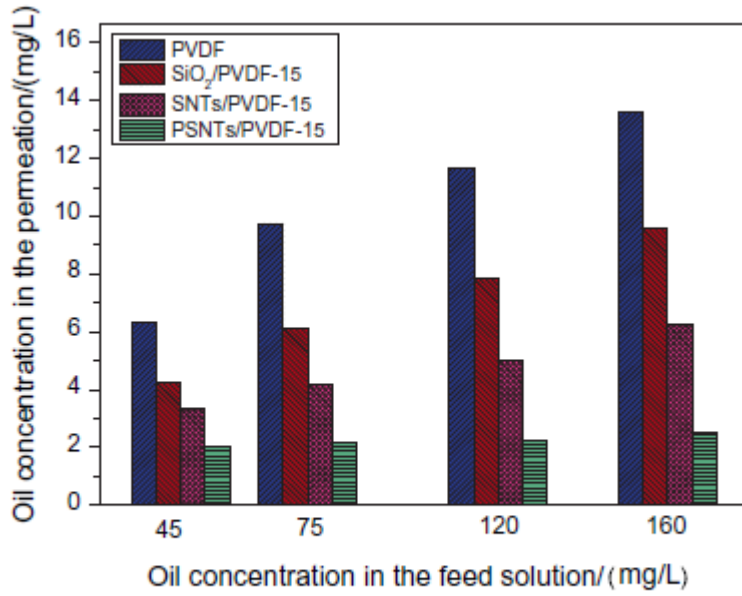 Oil concentration in the permeation/(mg/L)
16
14
12
10
8
6
4
2
0
PVDF
SiO₂/PVDF-15
SNTs/PVDF-15
PSNTs/PVDF-15
45 75 120 160
Oil concentration in the feed solution/(mg/L)